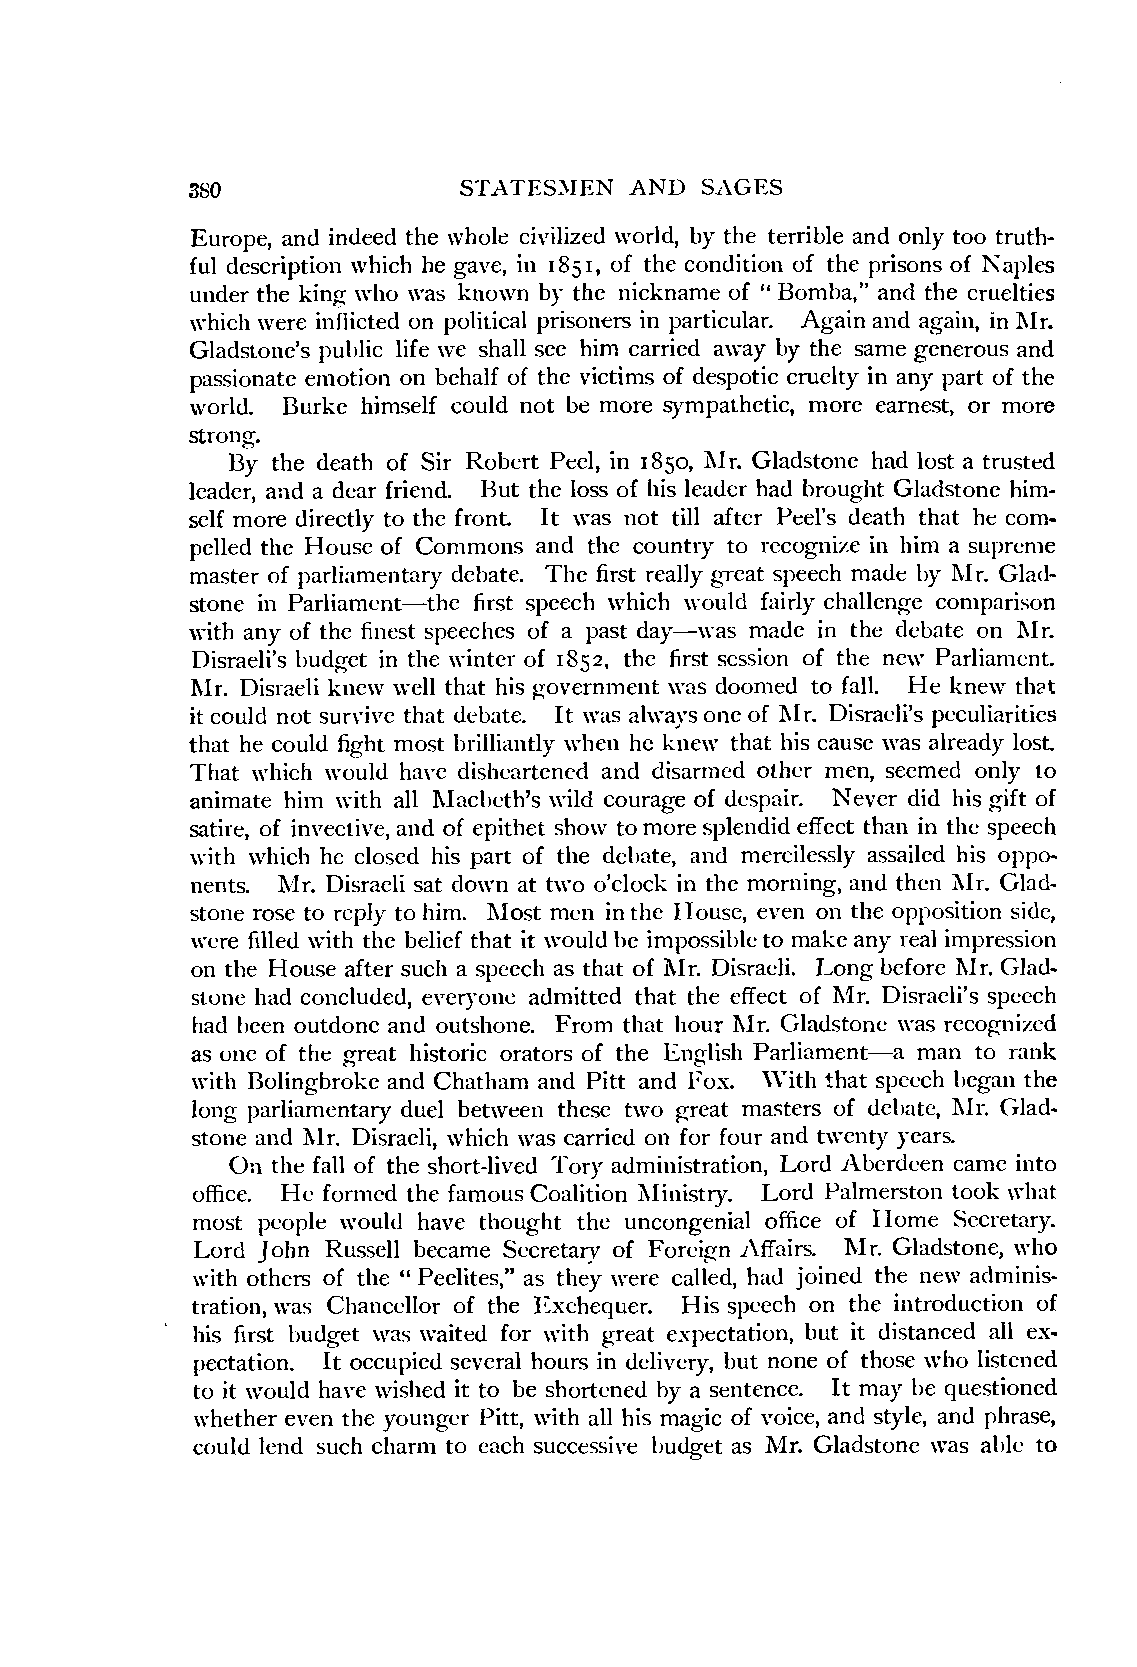 380 STATESMEN AND SAGES
Europe, and indeed the whole civilized world, by the terrible and only too truth-
ful description which he gave, in 1851, of the condition of the prisons of Naples
under the king who was known by the nickname of “ Bomba,” and the cruelties
which were inflicted on political prisoners in particular. Again and again, in Mr.
Gladstone's public life we shall see him carried away by the same generous and
passionate emotion on behalf of the victims of despotic cruelty in any part of the
world. Burke himself could not be more sympathetic, more earnest, or more
strong.
By the death of Sir Robert Peel, in 1850, Mr. Gladstone had lost a trusted
leader, and a dear friend. But the loss of his leader had brought Gladstone him-
self more directly to the front. It was not till after Peel's death that he com-
pelled the House of Commons and the country to recognize in him a supreme
master of parliamentary debate. The first really great speech made by Mr. Glad-
stone in Parliament—the first speech which would fairly challenge comparison
with any of the finest speeches of a past day—was made in the debate on Mr.
Disraeli's budget in the winter of 1852, the first session of the new Parliament.
Mr. Disraeli knew well that his government was doomed to fall. He knew that
it could not survive that debate. It was always one of Mr. Disraeli's peculiarities
that he could fight most brilliantly when he knew that his cause was already lost.
That which would have disheartened and disarmed other men, seemed only to
animate him with all Macbeth's wild courage of despair. Never did his gift of
satire, of invective, and of epithet show to more splendid effect than in the speech
with which he closed his part of the debate, and mercilessly assailed his oppo-
nents. Mr. Disraeli sat down at two o'clock in the morning, and then Mr. Glad-
stone rose to reply to him. Most men in the House, even on the opposition side,
were filled with the belief that it would be impossible to make any real impression
on the House after such a speech as that of Mr. Disraeli. Long before Mr. Glad-
stone had concluded, everyone admitted that the effect of Mr. Disraeli's speech
had been outdone and outshone. From that hour Mr. Gladstone was recognized
as one of the great historic orators of the English Parliament—a man to rank
with Bolingbroke and Chatham and Pitt and Fox. With that speech began the
long parliamentary duel between these two great masters of debate, Mr. Glad-
stone and Mr. Disraeli, which was carried on for four and twenty years.
On the fall of the short-lived Tory administration, Lord Aberdeen came into
office. He formed the famous Coalition Ministry. Lord Palmerston took what
most people would have thought the uncongenial office of Home Secretary.
Lord John Russell became Secretary of Foreign Affairs. Mr. Gladstone, who
with others of the “ Peelites,” as they were called, had joined the new adminis-
tration, was Chancellor of the Exchequer. His speech on the introduction of
his first budget was waited for with great expectation, but it distanced all ex-
pectation. It occupied several hours in delivery, but none of those who listened
to it would have wished it to be shortened by a sentence. It may be questioned
whether even the younger Pitt, with all his magic of voice, and style, and phrase,
could lend such charm to each successive budget as Mr. Gladstone was able to